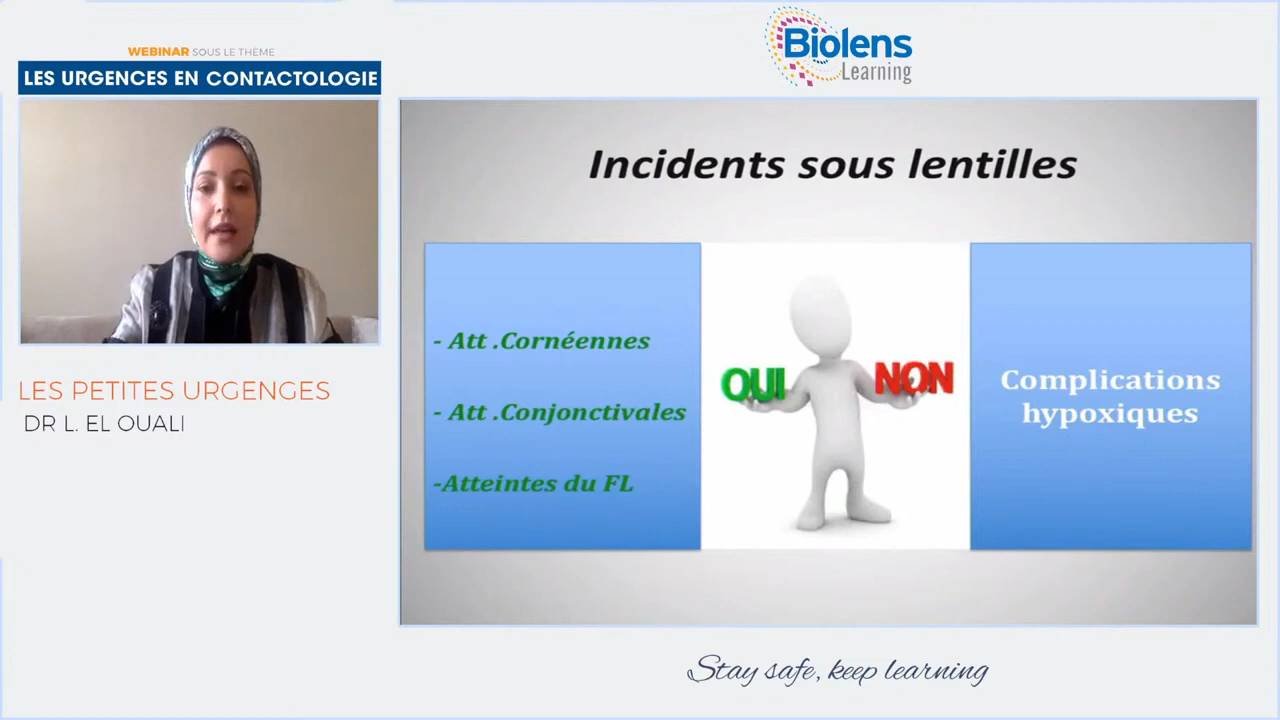 WEBINAR SOUS LE THÈME
LES URGENCES EN CONTACTOLOGIE
Biolens
Learning
LES PETITES URGENGES
DR L. EL OUALI
Incidents sous lentilles
- Att .Cornéennes
- Att .Conjonctivales
-Atteintes du FL
OUI
NON
Complications
hypoxiques
Stay safe, keep learning